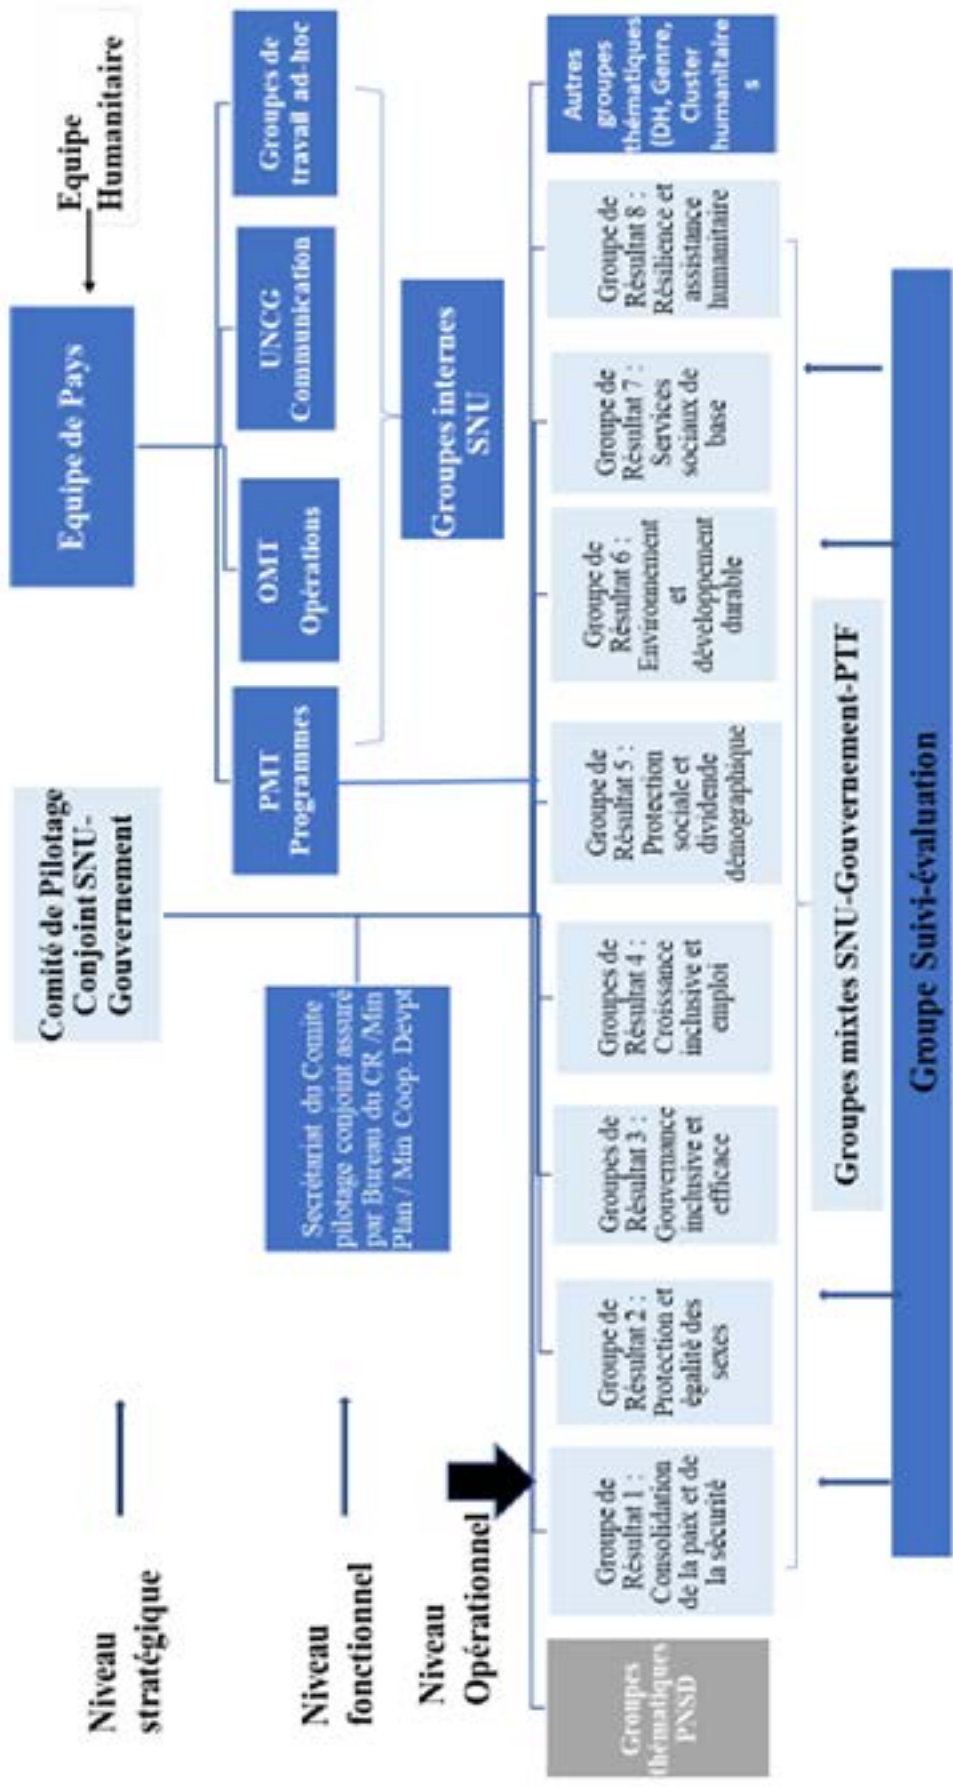 Niveau
stratégique
Comité de Pilotage
Conjoint SNU-
Gouvernement
Equipe de Pays
Equipe
Humanitaire
Niveau
fonctionnel
Secrétariat du Comite
pilotage conjoint assuré
par Bureau du CR /Min
Plan / Min Coop. Devpt
PMT
Programmes
OMT
Opérations
UNCG
Communication
Groupes de
travail ad-hoc
Groupes internes
SNU
Niveau
Opérationnel
Groupes
thématiques
PNSD
Groupe de
Résultat 1 :
Consolidation
de la paix et de
la sécurité
Groupe de
Résultat 2 :
Protection et
égalité des
sexes
Groupes de
Résultat 3 :
Gouvernance
inclusive et
efficace
Groupes de
Résultat 4 :
Croissance
inclusive et
emploi
Groupe de
Résultat 5 :
Protection
sociale et
dividende
démographique
Groupe de
Résultat 6 :
Environnement
et
développement
durable
Groupe de
Résultat 7 :
Services
sociaux de
base
Groupe de
Résultat 8 :
Résilience et
assistance
humanitaire
Autres
groupes
thématiques
(DH, Genre,
Cluster
humanitaire
s
Groupes mixtes SNU-Gouvernement-PTF
Groupe Suivi-évaluation